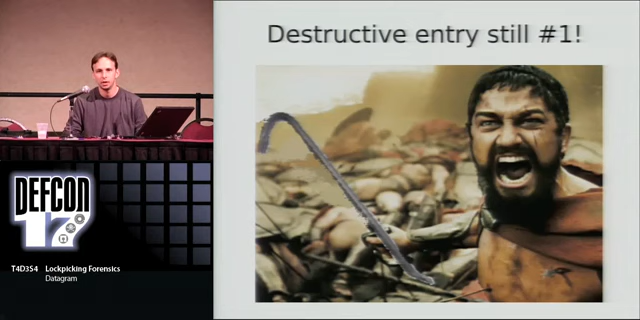 Destructive entry still #1!
DEFCON
17
T4D3S4 Lockpicking Forensics
Datagram